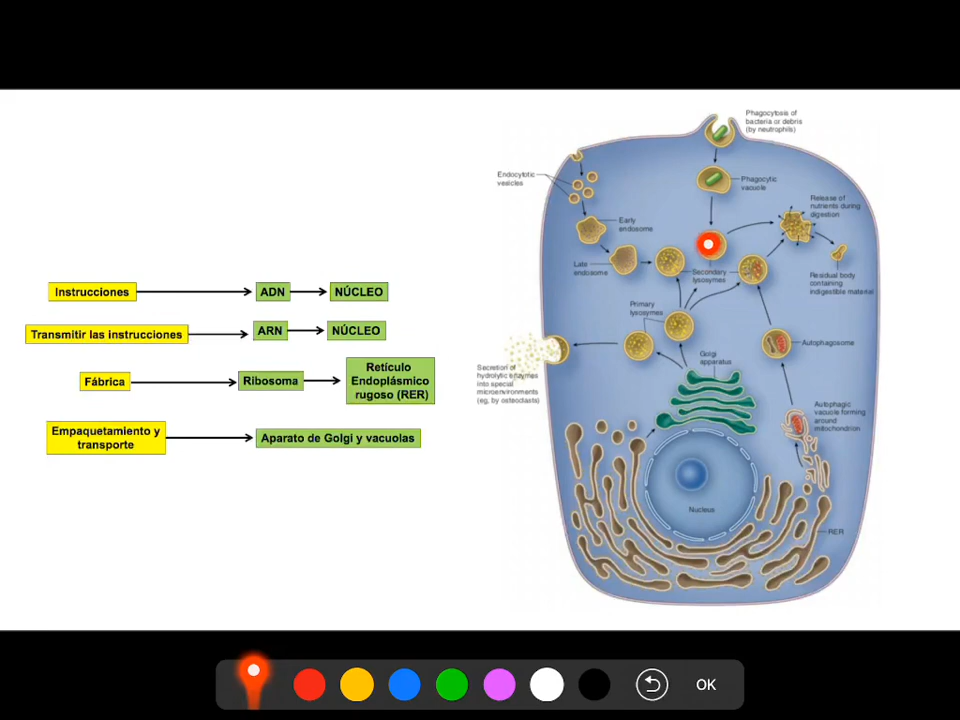 Instrucciones
ADN
NÚCLEO
Transmitir las instrucciones
ARN
NÚCLEO
Fábrica
Ribosoma
Retículo
Endoplásmico
rugoso (RER)
Empaquetamiento y
transporte
Aparato de Golgi y vacuolas
Phagocytosis of
bacteria or debris
(by neutrophils)
Endocytotic
vesicles
Phagocytic
vacuole
Release of
nutrients during
digestion
Early
endosome
Late
endosome
Secondary
lysosymes
Residual body
containing
indigestible material
Primary
lysosymes
Autophagosome
Golgi
apparatus
Secretion of
hydrolytic enzymes
into special
microenvironments
(eg, by osteoclasts)
Autophagic
vacuole forming
around
mitochondrion
Nucleus
RER
OK